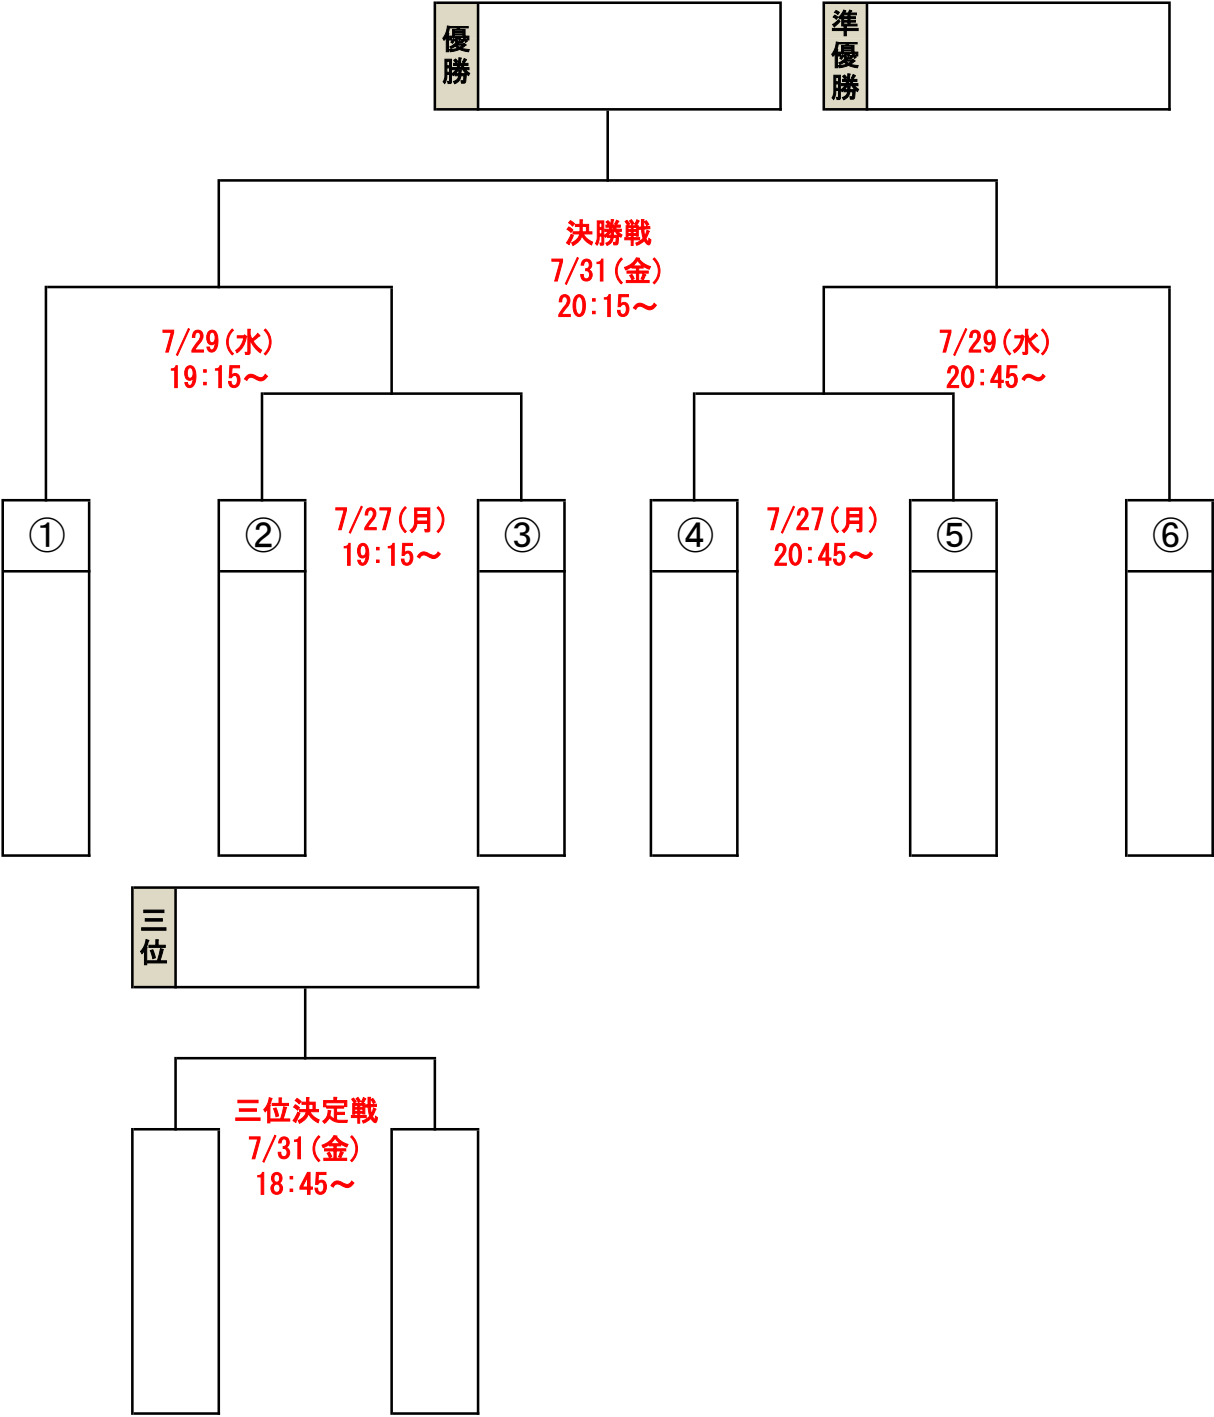 優勝
準優勝
決勝戦
7/31(金)
20:15～
7/29(水)
19:15～
7/29(水)
20:45～
①
②
7/27(月)
19:15～
③
④
7/27(月)
20:45～
⑤
⑥
三位
三位決定戦
7/31(金)
18:45～